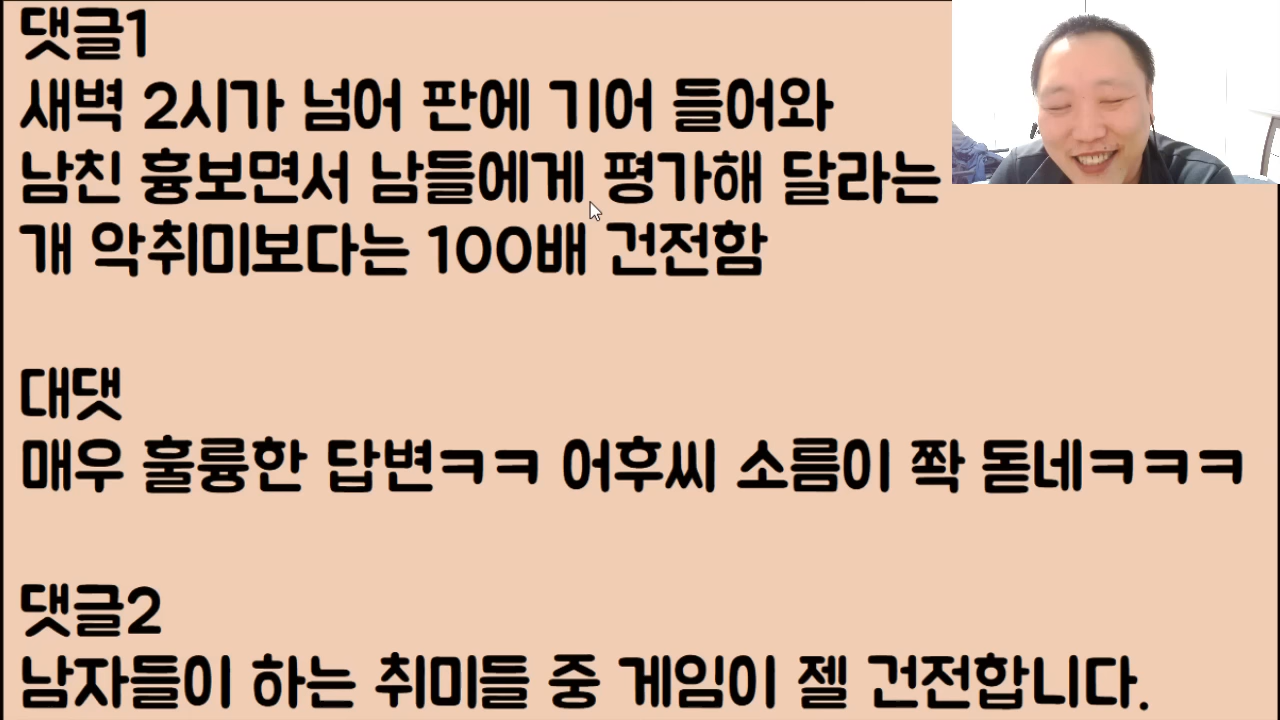 댓글1
새벽 2시가 넘어 판에 기어 들어와
남친 흉보면서 남들에게 평가해 달라는
개 악취미보다는 100배 건전함
대댓
매우 훌륭한 답변ㅋㅋ 어후씨 소름이 쫙 돋네ㅋㅋㅋ
댓글2
남자들이 하는 취미들 중 게임이 젤 건전합니다.